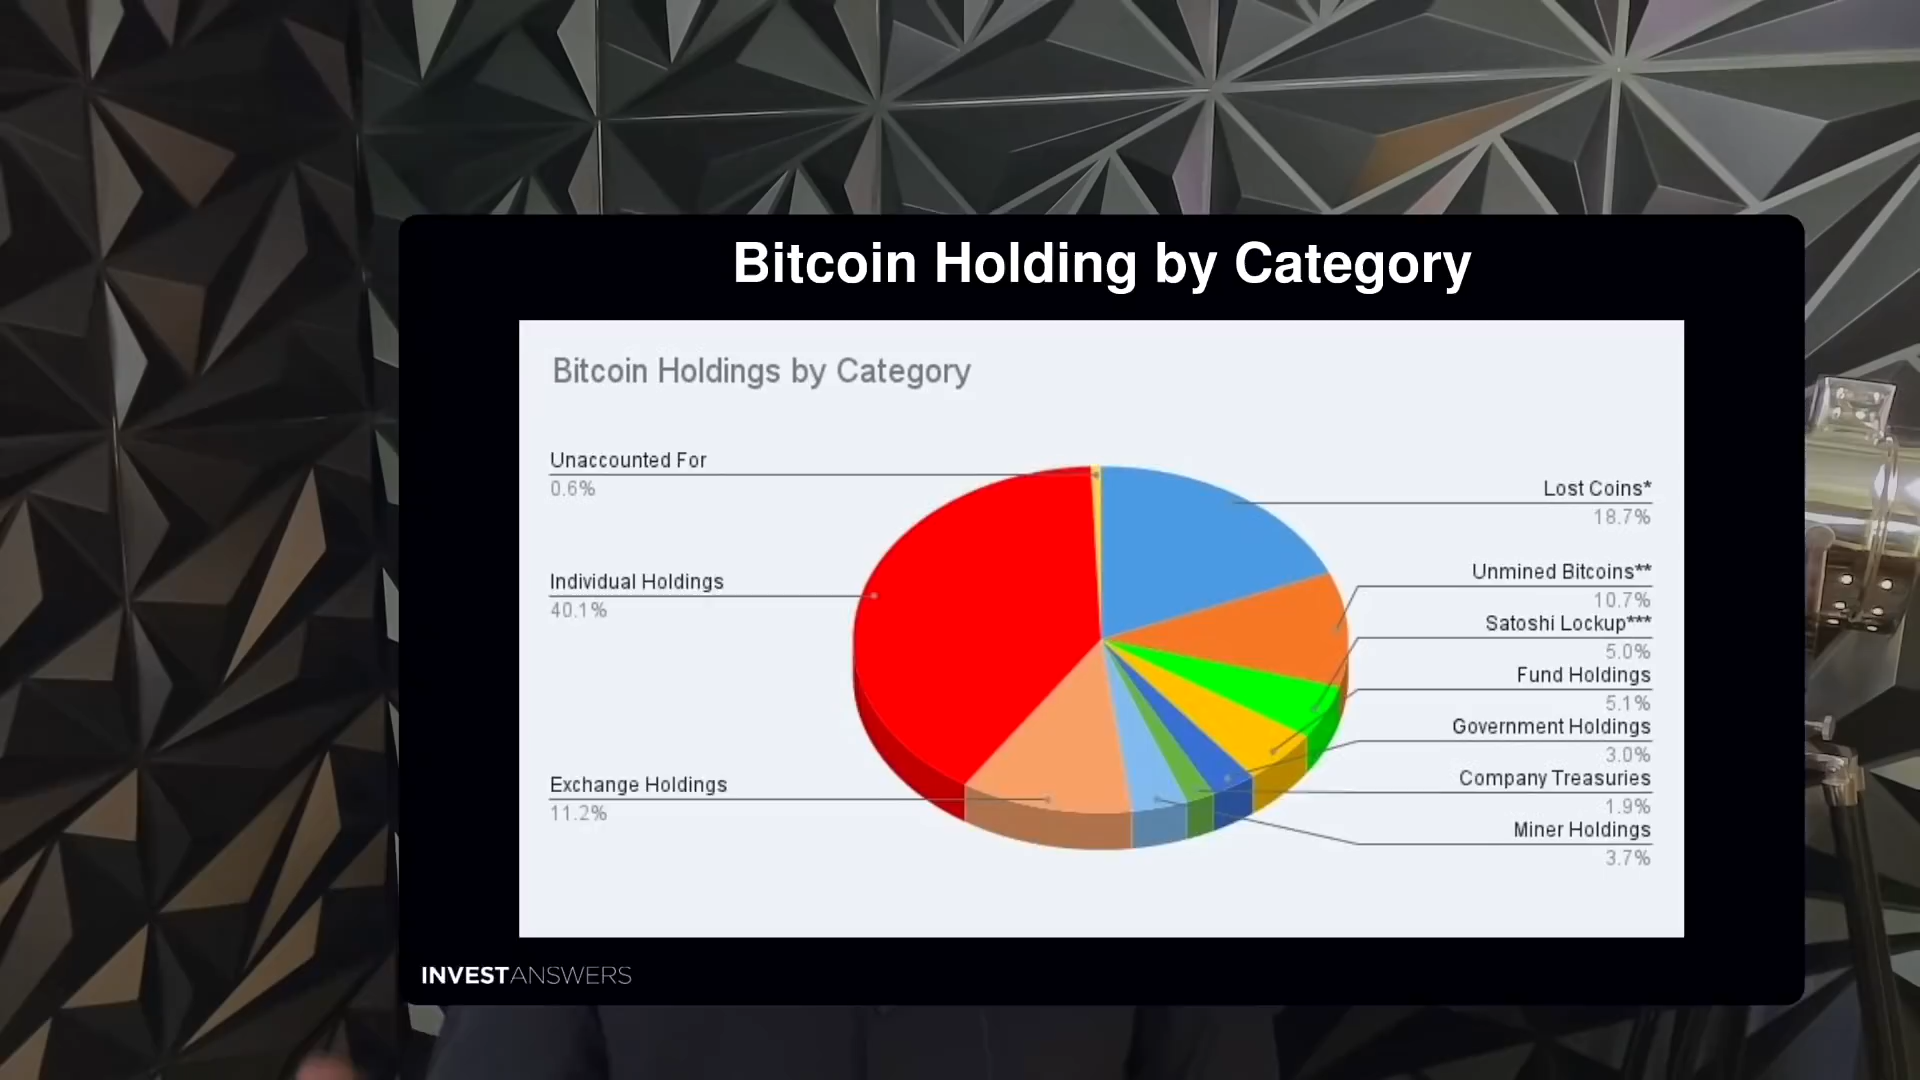 Bitcoin Holding by Category
Bitcoin Holdings by Category
Unaccounted For
0.6%
Individual Holdings
40.1%
Exchange Holdings
11.2%
Lost Coins*
18.7%
Unmined Bitcoins**
10.7%
Satoshi Lockup***
5.0%
Fund Holdings
5.1%
Government Holdings
3.0%
Company Treasuries
1.9%
Miner Holdings
3.7%
INVESTANSWERS